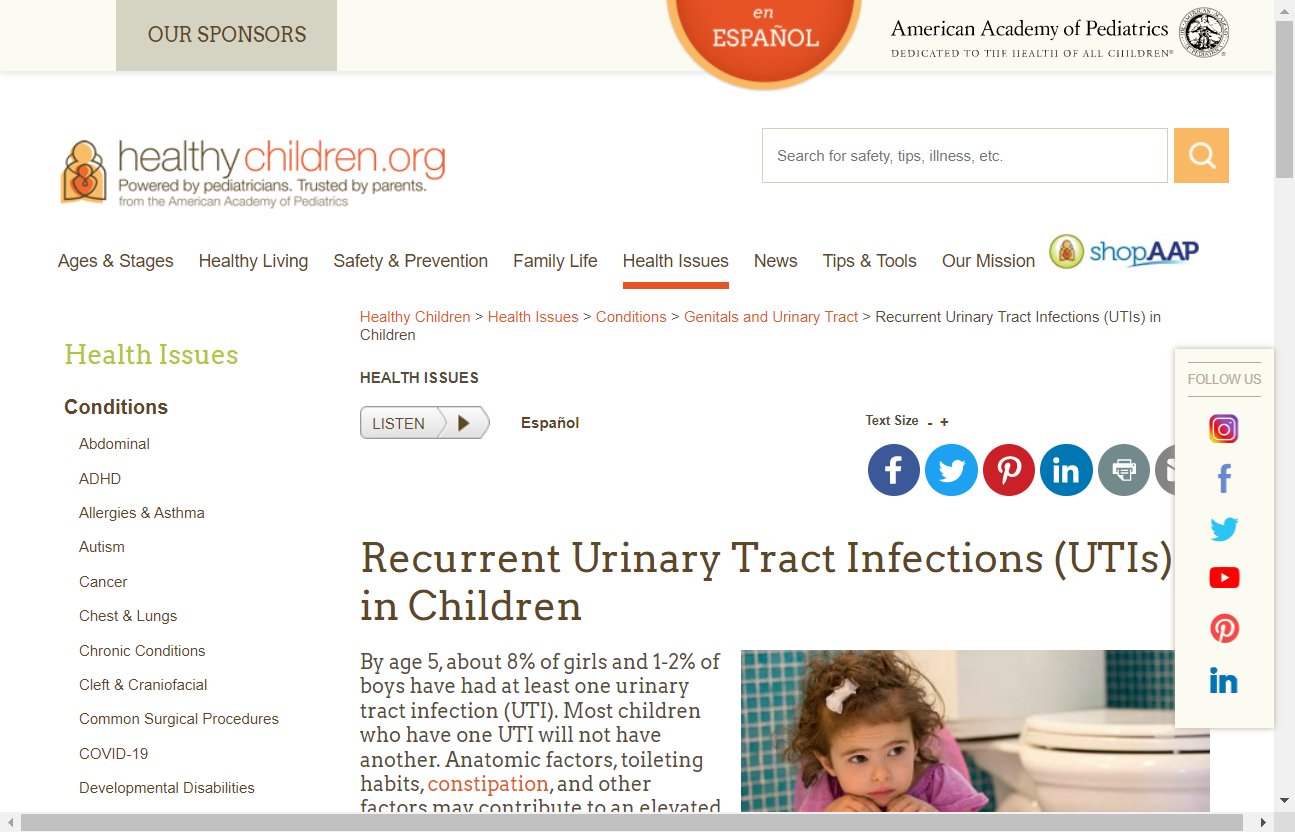 OUR SPONSORS
en
ESPAÑOL
American Academy of Pediatrics
DEDICATED TO THE HEALTH OF ALL CHILDREN®
healthychildren.org
Powered by pediatricians. Trusted by parents.
from the American Academy of Pediatrics
Search for safety, tips, illness, etc.
Ages & Stages Healthy Living Safety & Prevention Family Life Health Issues News Tips & Tools Our Mission shopAAP
Healthy Children > Health Issues > Conditions > Genitals and Urinary Tract > Recurrent Urinary Tract Infections (UTIs) in
Children
Health Issues
Conditions
Abdominal
ADHD
Allergies & Asthma
Autism
Cancer
Chest & Lungs
Chronic Conditions
Cleft & Craniofacial
Common Surgical Procedures
COVID-19
Developmental Disabilities
HEALTH ISSUES
LISTEN Español
Text Size - +
Recurrent Urinary Tract Infections (UTIs)
in Children
By age 5, about 8% of girls and 1-2% of
boys have had at least one urinary
tract infection (UTI). Most children
who have one UTI will not have
another. Anatomic factors, toileting
habits, constipation, and other
factors may contribute to an elevated
FOLLOW US